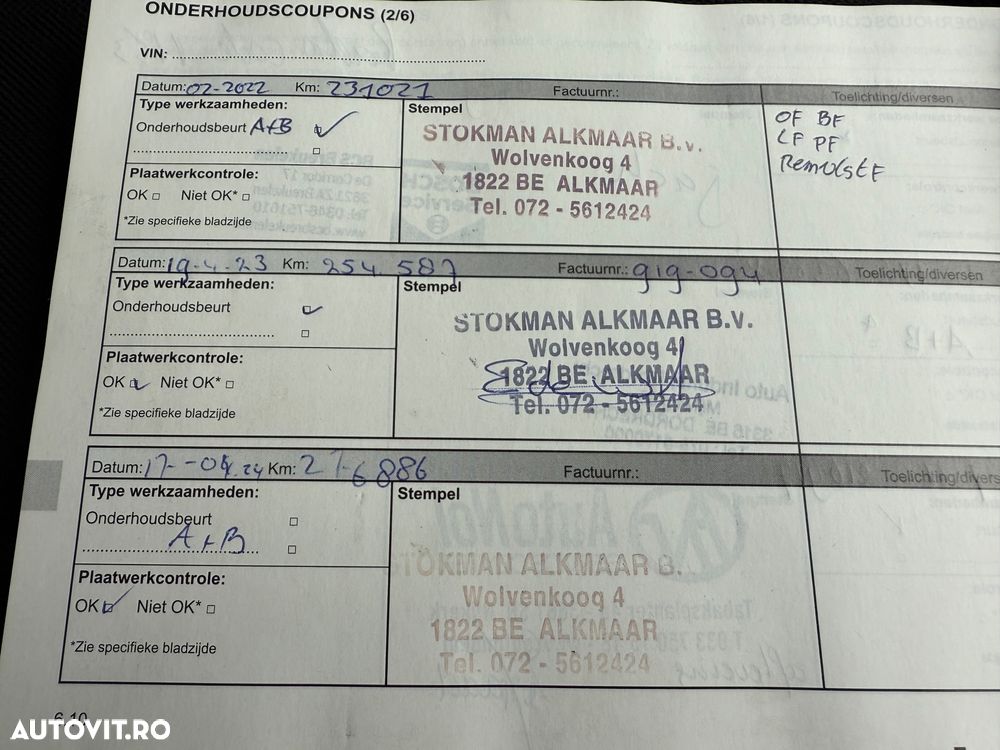 ONDERHOUDSCOUPONS (2/6)
VIN:
Datum: 02-2022 Km: 231021 Factuurnr.: Toelichting/diversen
Type werkzaamheden:
Onderhoudsbeurt A+B
Plaatwerkcontrole:
OK Niet OK*
*Zie specifieke bladzijde
Stempel
STOKMAN ALKMAAR B.V.
Wolvenkoog 4
1822 BE ALKMAAR
Tel. 072 - 5612424
OF BF
LF PF
Datum: 19-4-23 Km: 254 587 Factuurnr.: 919-094 Toelichting/diversen
Type werkzaamheden:
Onderhoudsbeurt
Plaatwerkcontrole:
OK Niet OK*
*Zie specifieke bladzijde
Stempel
STOKMAN ALKMAAR B.V.
Wolvenkoog 4
1822 BE ALKMAAR
Tel. 072 - 5612424
Datum: 17-04-24 Km: 276886 Factuurnr.: Toelichting/divers
Type werkzaamheden:
Onderhoudsbeurt
A+B
Plaatwerkcontrole:
OK Niet OK*
*Zie specifieke bladzijde
Stempel
STOKMAN ALKMAAR B.
Wolvenkoog 4
1822 BE ALKMAAR
Tel. 072 - 5612424
6.10
AUTOVIT.RO